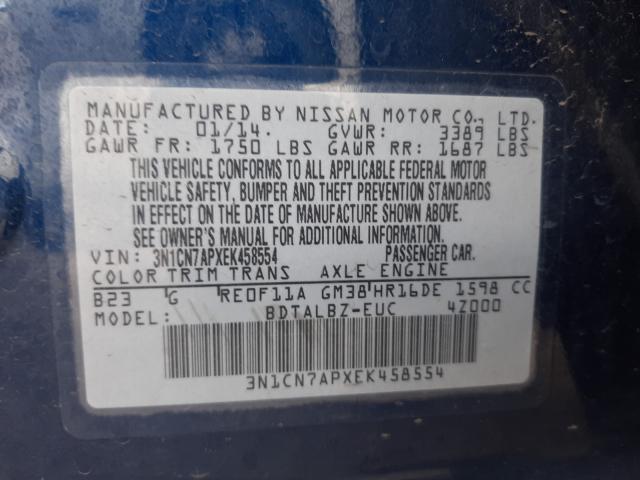 MANUFACTURED BY NISSAN MOTOR CO., LTD.
DATE: 01/14. GVWR: 3389 LBS
GAWR FR: 1750 LBS GAWR RR: 1687 LBS
THIS VEHICLE CONFORMS TO ALL APPLICABLE FEDERAL MOTOR
VEHICLE SAFETY, BUMPER AND THEFT PREVENTION STANDARDS
IN EFFECT ON THE DATE OF MANUFACTURE SHOWN ABOVE.
SEE OWNER'S MANUAL FOR ADDITIONAL INFORMATION.
VIN: 3N1CN7APXEK458554 PASSENGER CAR.
COLOR TRIM TRANS AXLE ENGINE
B23 G RE0F11A GM38 HR16DE 1598 CC
MODEL: BDTALBZ-EUC 4Z000
3N1CN7APXEK458554